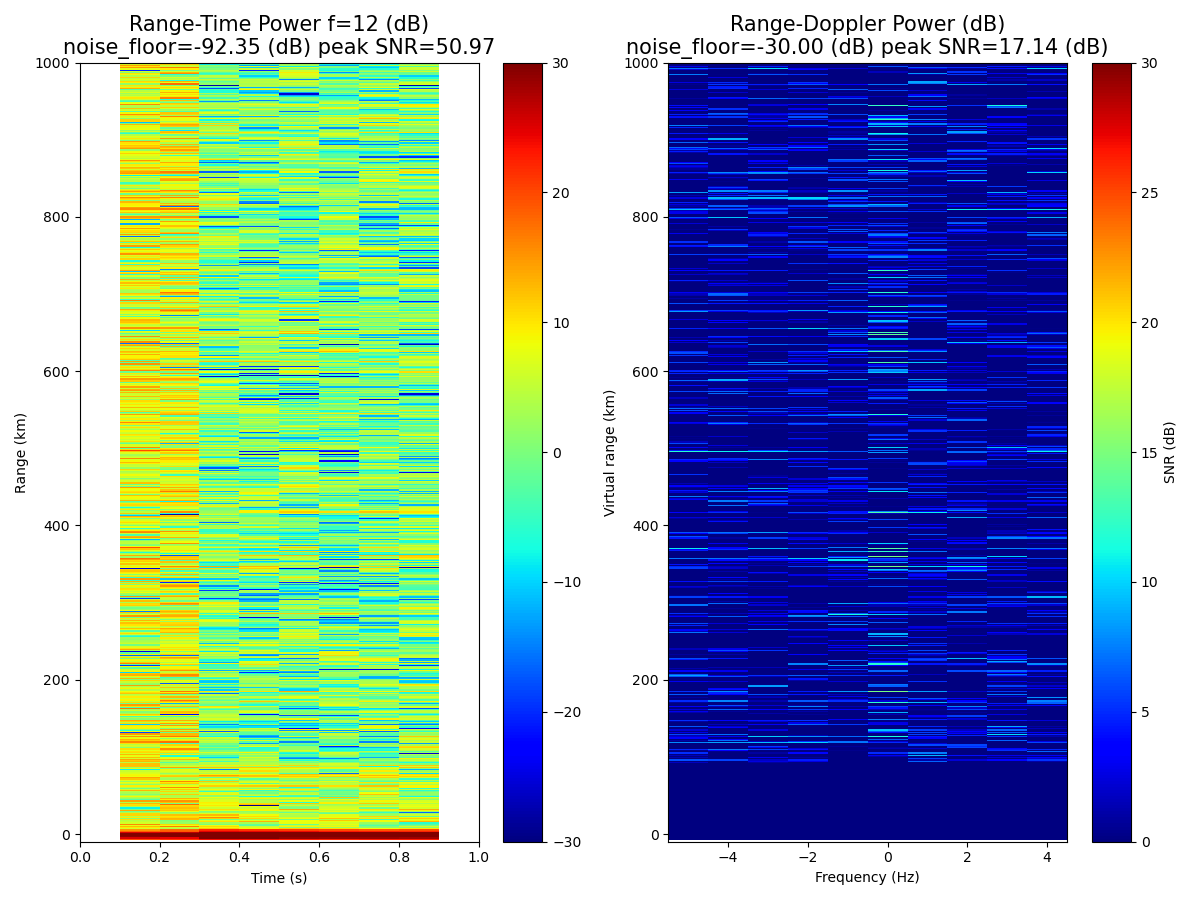 Range-Time Power f=12 (dB)
noise_floor=-92.35 (dB) peak SNR=50.97
Range-Doppler Power (dB)
noise_floor=-30.00 (dB) peak SNR=17.14 (dB)
Range (km)
1000
800
600
400
200
0
0.0 0.2 0.4 0.6 0.8 1.0
Time (s)
30
20
10
0
−10
−20
−30
Virtual range (km)
1000
800
600
400
200
0
−4 −2 0 2 4
Frequency (Hz)
30
25
20
15
10
5
0
SNR (dB)